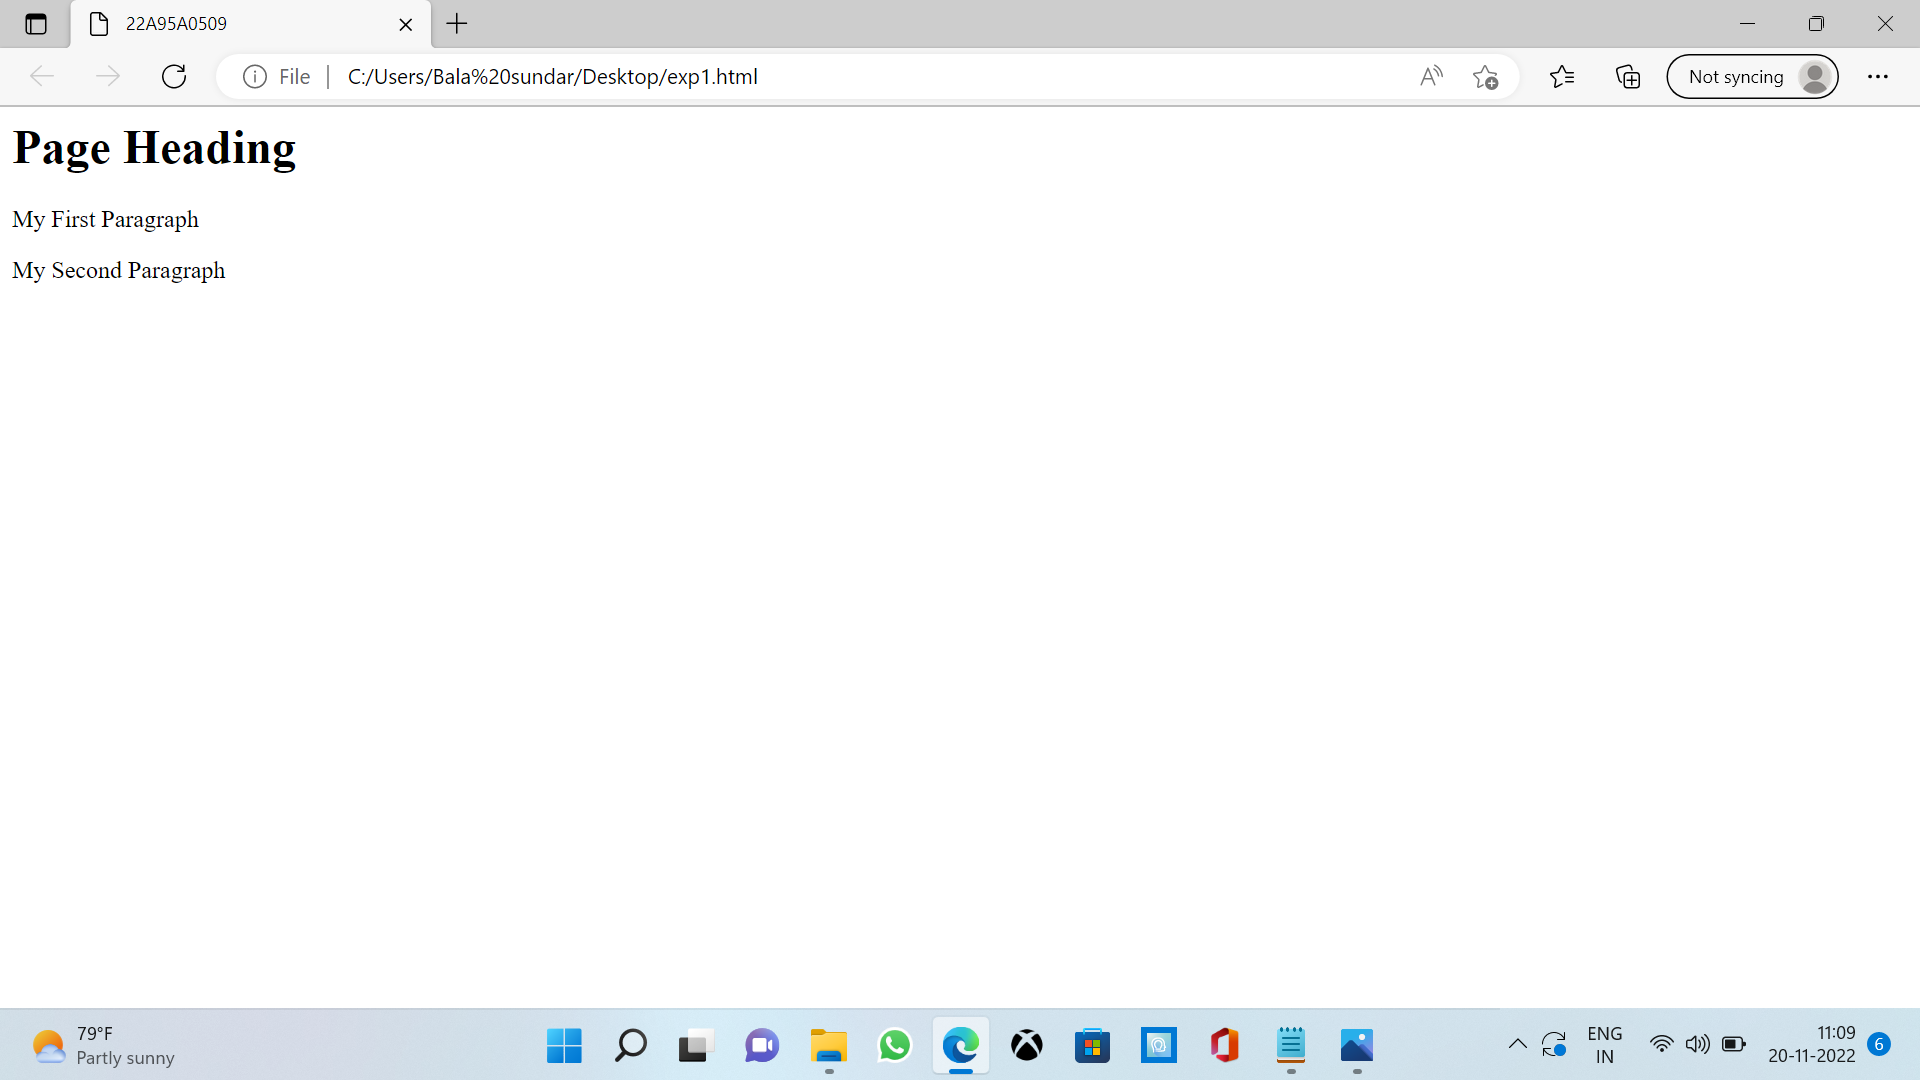 22A95A0509
File
C:/Users/Bala%20sundar/Desktop/exp1.html
Not syncing
Page Heading
My First Paragraph
My Second Paragraph
79°F
Partly sunny
ENG
IN
11:09
20-11-2022
6